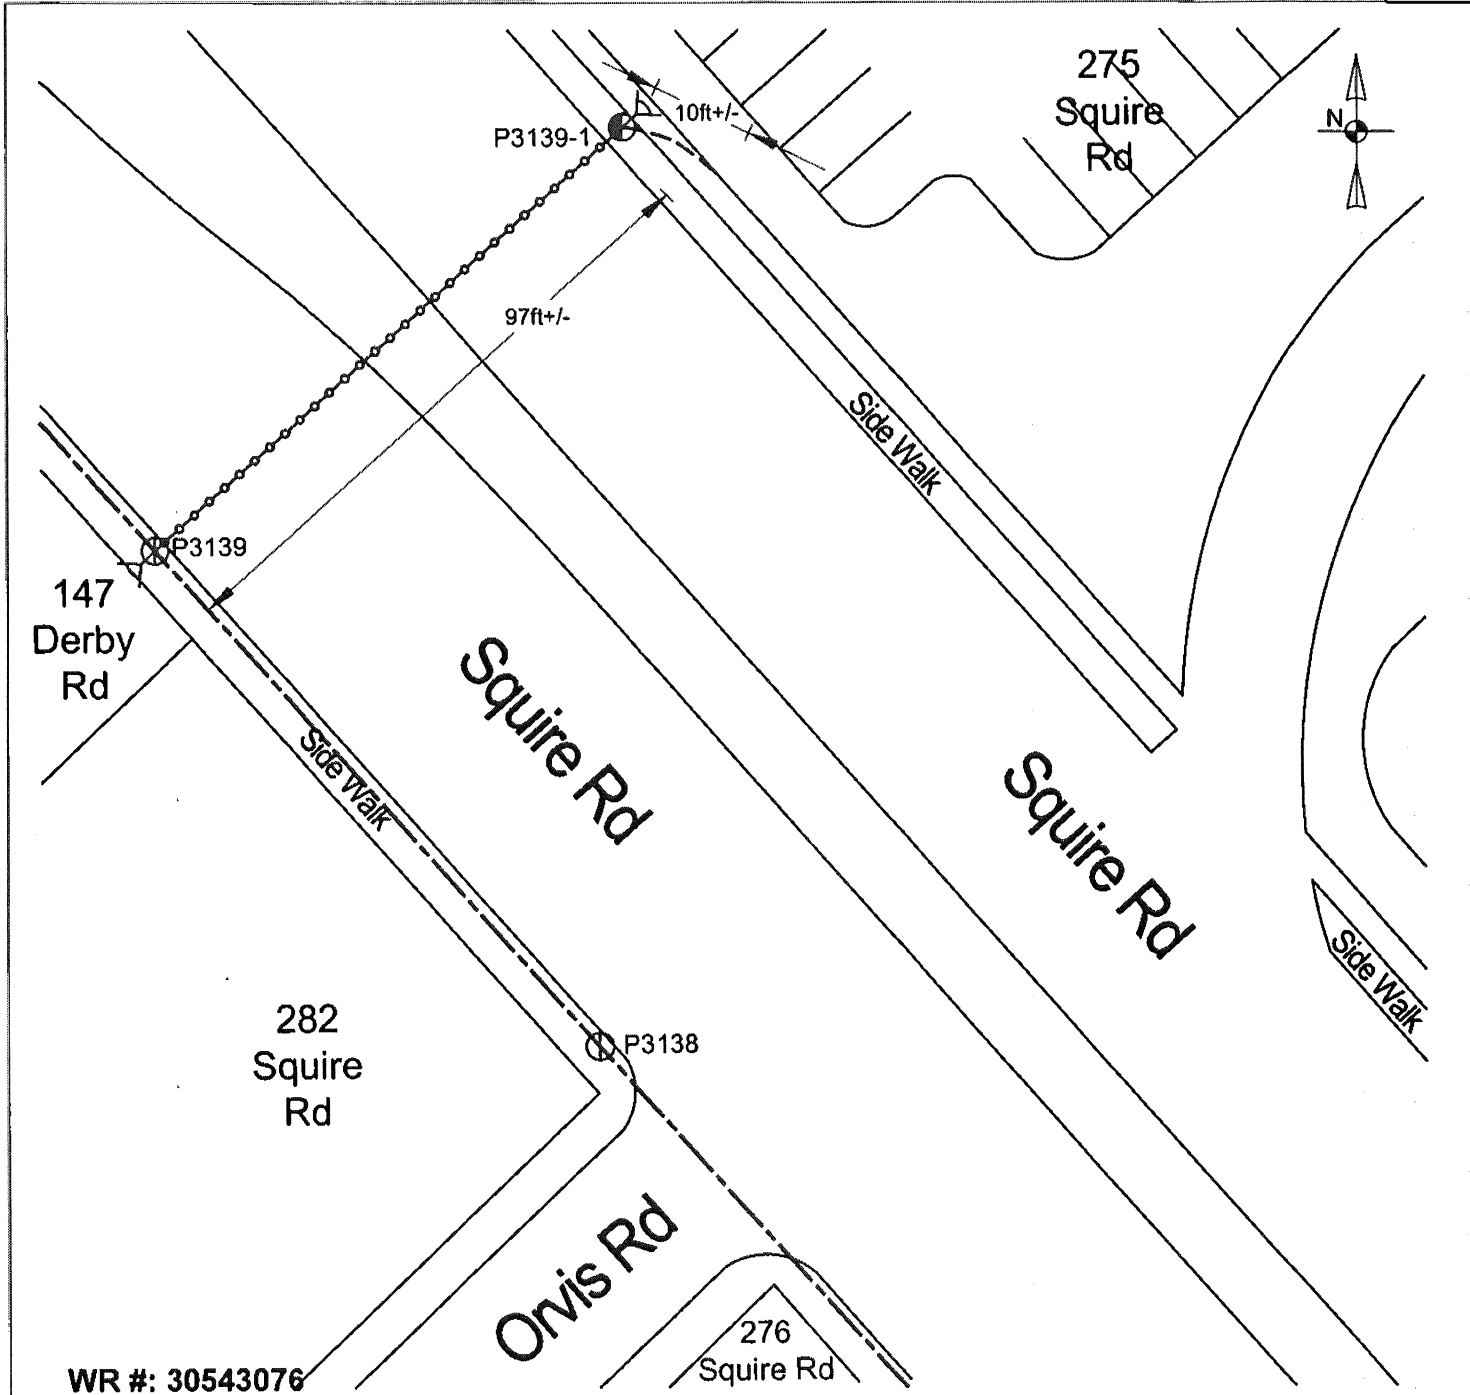 275
Squire
Rd
10ft+/-
N
P3139-1
97ft+/-
Side Walk
P3139
147
Derby
Rd
Squire Rd
Side Walk
Squire Rd
Side Walk
282
Squire
Rd
P3138
Orvis Rd
276
Squire Rd
WR #: 30543076